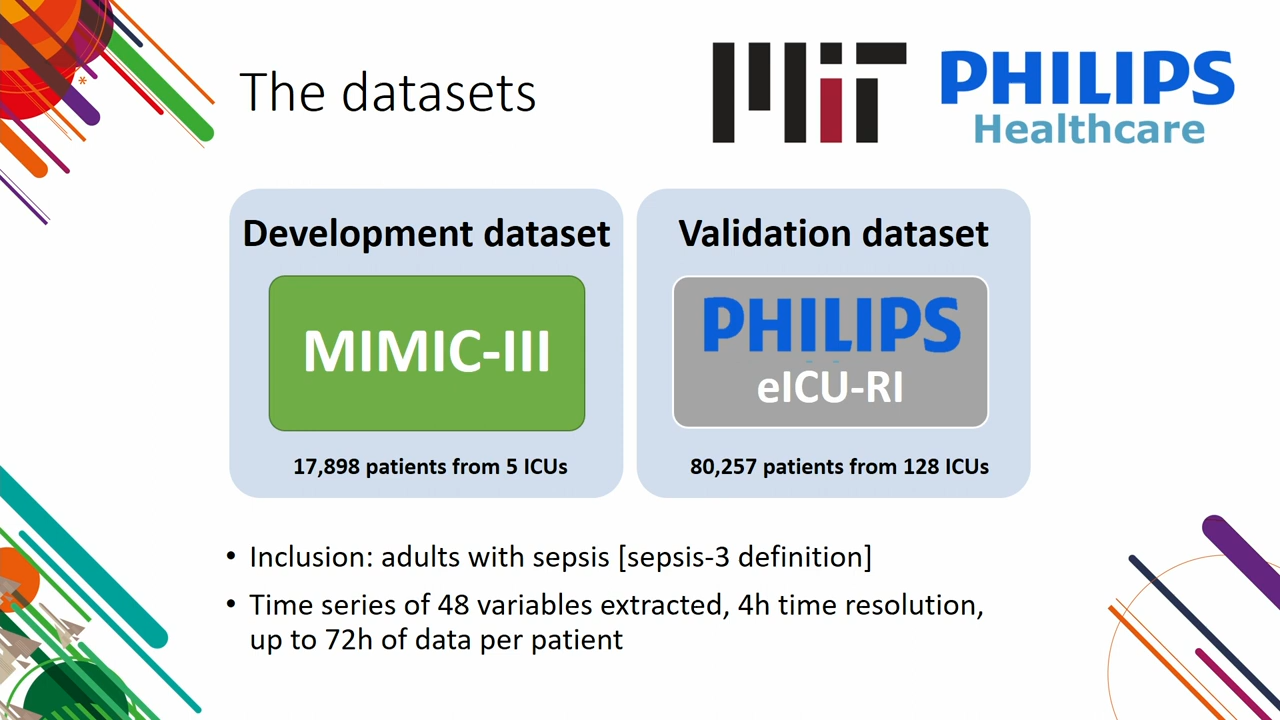 The datasets
MIT
PHILIPS
Healthcare
Development dataset
MIMIC-III
17,898 patients from 5 ICUs
Validation dataset
PHILIPS
eICU-RI
80,257 patients from 128 ICUs
• Inclusion: adults with sepsis [sepsis-3 definition]
• Time series of 48 variables extracted, 4h time resolution,
up to 72h of data per patient